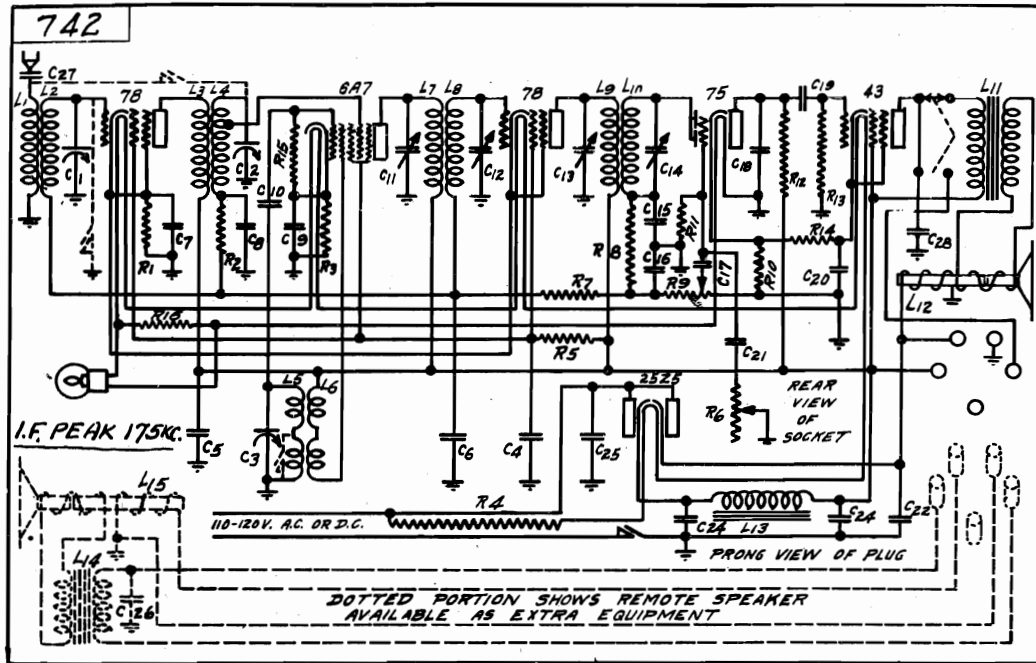 742
C27
L1 L2 78 L3 L4 6A7 L7 L8 78 L9 L10 75 C19 43 L11
C1 C2 R15 C10 C11 C12 C13 C14 C18 R12 R13
R1 C7 R2 C8 C9 R3 R8 C15 C16 R11 C17 R10 R14 C20 C28
R7 R9 L12
R18 R5 C21
L5 L6 25Z5 R6 REAR
VIEW
OF
SOCKET
I.F. PEAK 175KC.
C5 C3 C6 C4 C25
L15 R4 C22
110-120V. A.C. OR D.C. C24 L13 C24
PRONG VIEW OF PLUG
L14
C26
DOTTED PORTION SHOWS REMOTE SPEAKER
AVAILABLE AS EXTRA EQUIPMENT